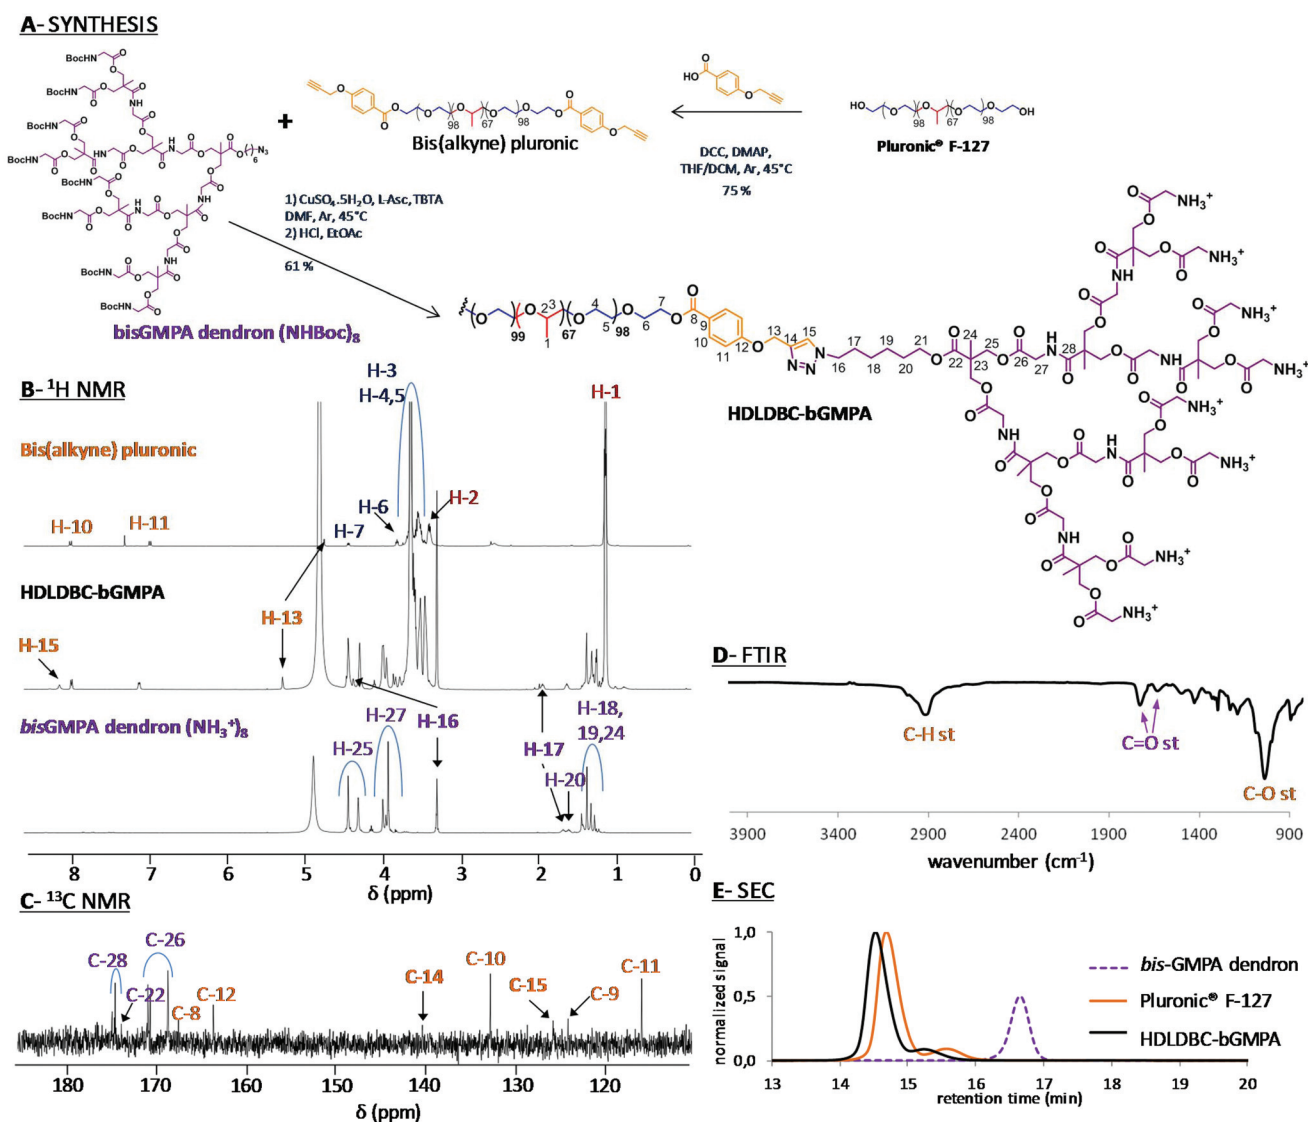 A- SYNTHESIS
BocHN
BocHN
BocHN
BocHN
BocHN
BocHN
BocHN
BocHN
bisGMPA dendron (NHBoc)8
+
Bis(alkyne) pluronic
DCC, DMAP,
THF/DCM, Ar, 45°C
75 %
Pluronic® F-127
1) CuSO4.5H2O, L-Asc, TBTA
DMF, Ar, 45°C
2) HCl, EtOAc
61 %
HDLDBC-bGMPA
B- 1H NMR
Bis(alkyne) pluronic
H-10
H-11
H-7
H-6
H-3
H-4,5
H-2
H-1
HDLDBC-bGMPA
H-15
H-13
bisGMPA dendron (NH3+)8
H-25
H-27
H-16
H-17
H-20
H-18,
19,24
8 7 6 5 4 3 2 1 0
δ (ppm)
C- 13C NMR
C-28
C-22
C-26
C-8
C-12
C-14
C-10
C-15
C-9
C-11
180 170 160 150 140 130 120
δ (ppm)
D- FTIR
C-H st
C=O st
C-O st
3900 3400 2900 2400 1900 1400 900
wavenumber (cm-1)
E- SEC
normalized signal
1,0
0,5
0,0
13 14 15 16 17 18 19 20
retention time (min)
bis-GMPA dendron
Pluronic® F-127
HDLDBC-bGMPA